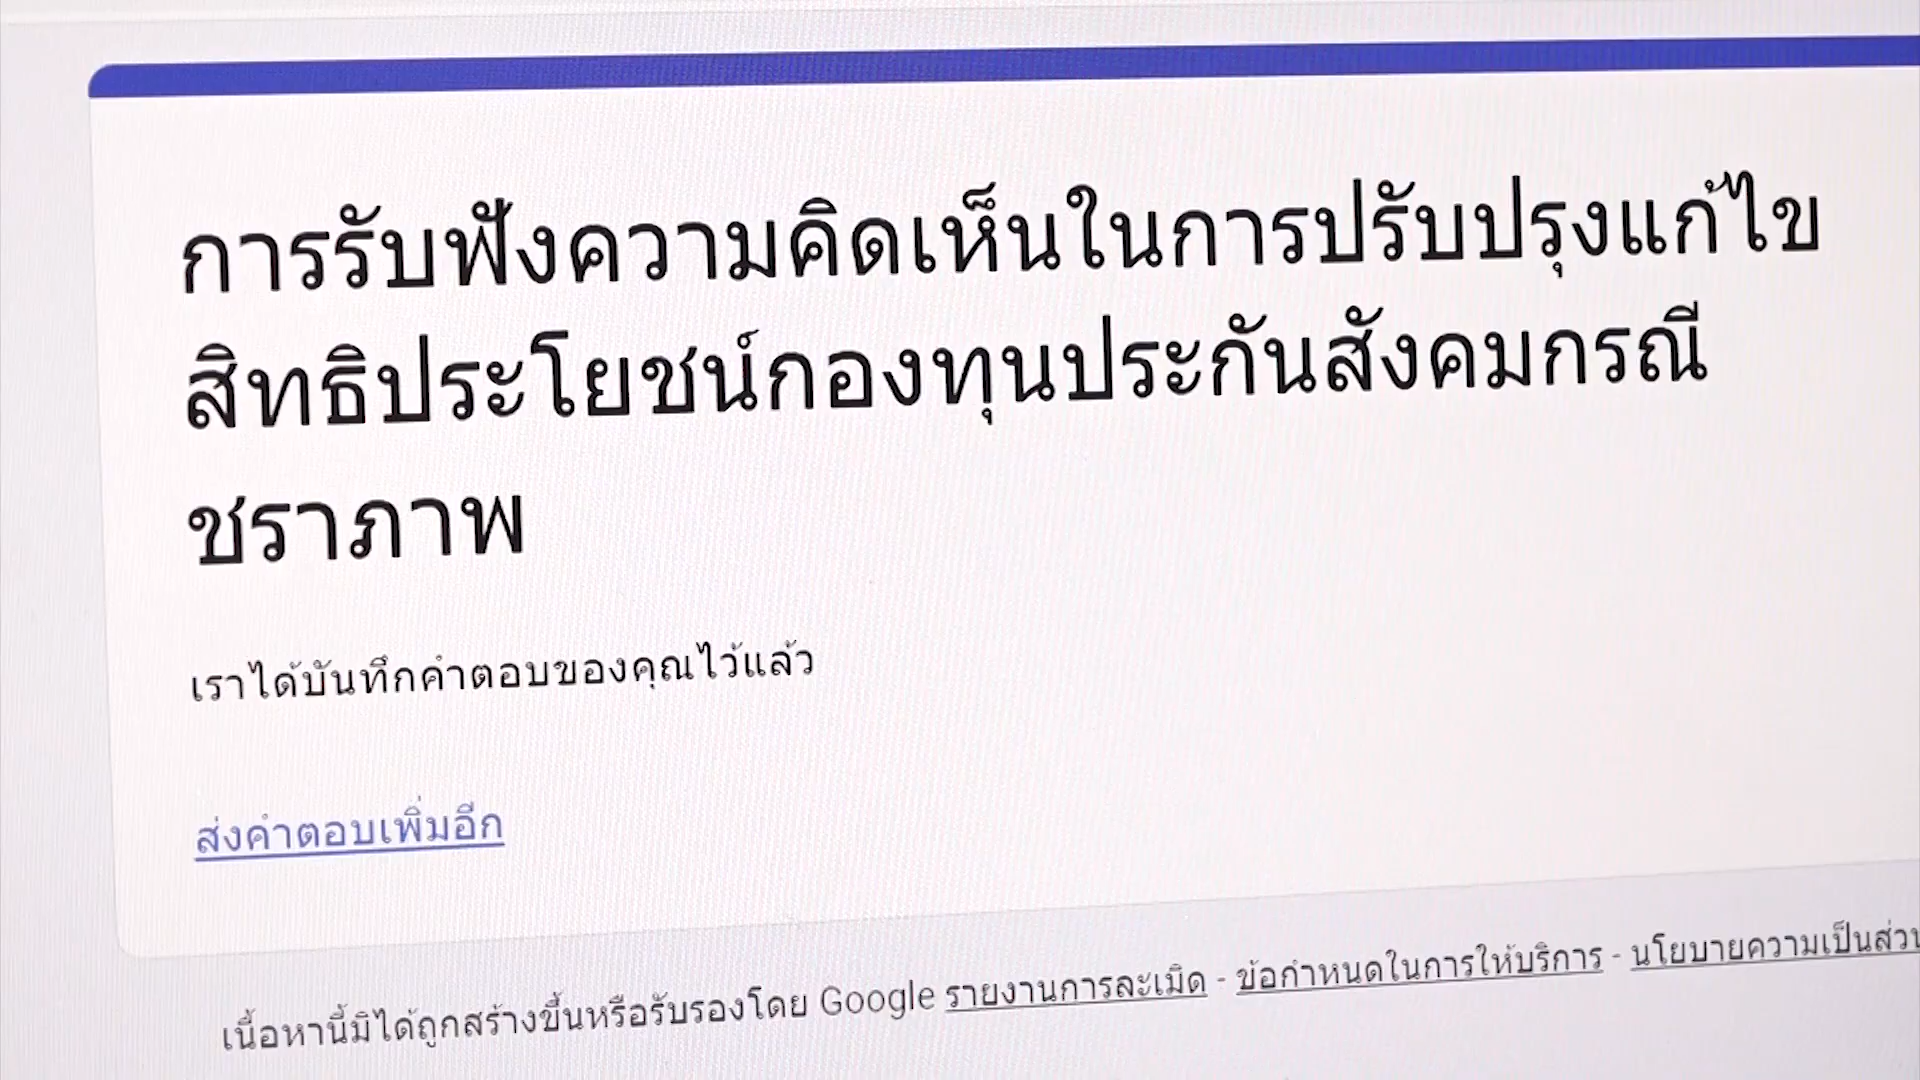 การรับฟังความคิดเห็นในการปรับปรุงแก้ไข
สิทธิประโยชน์กองทุนประกันสังคมกรณี
ชราภาพ
เราได้บันทึกคำตอบของคุณไว้แล้ว
ส่งคำตอบเพิ่มอีก
เนื้อหานี้มิได้ถูกสร้างขึ้นหรือรับรองโดย Google รายงานการละเมิด - ข้อกำหนดในการให้บริการ - นโยบายความเป็นส่วน